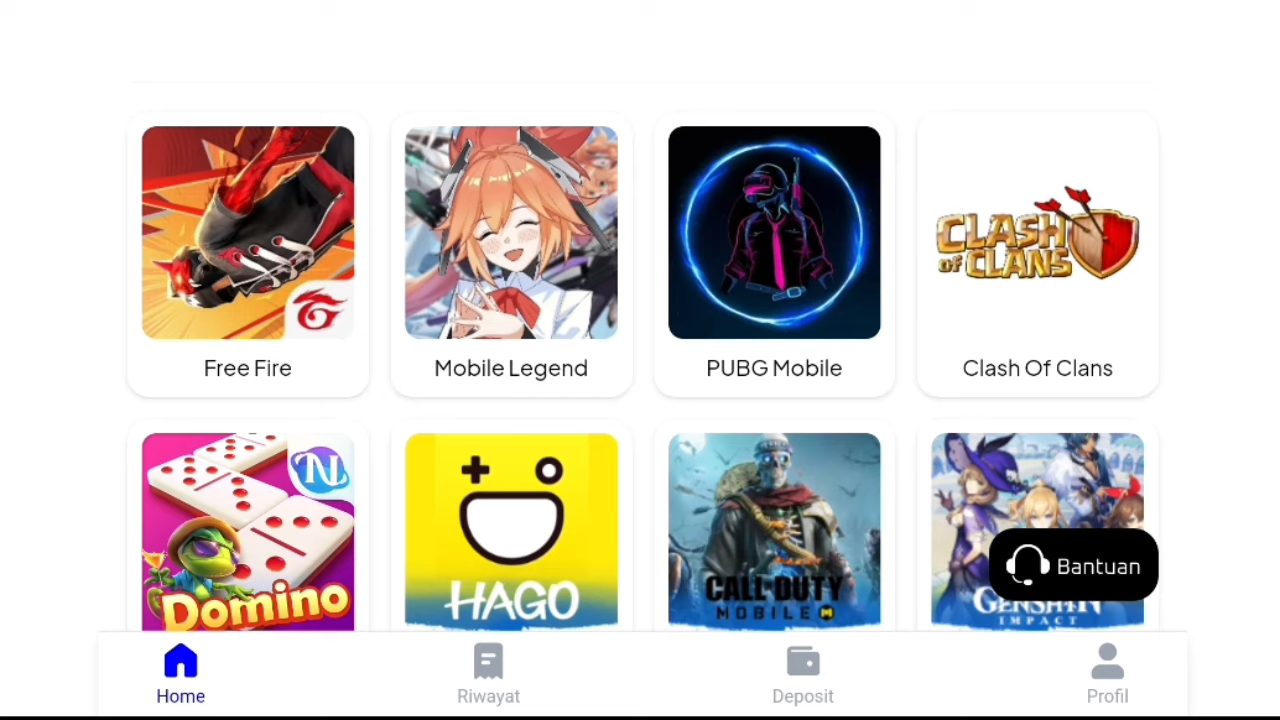 Free Fire
Mobile Legend
PUBG Mobile
CLASH
OF CLANS
Clash Of Clans
N
Domino
HAGO
CALL OF DUTY
MOBILE
GENSHIN
IMPACT
Bantuan
Home
Riwayat
Deposit
Profil